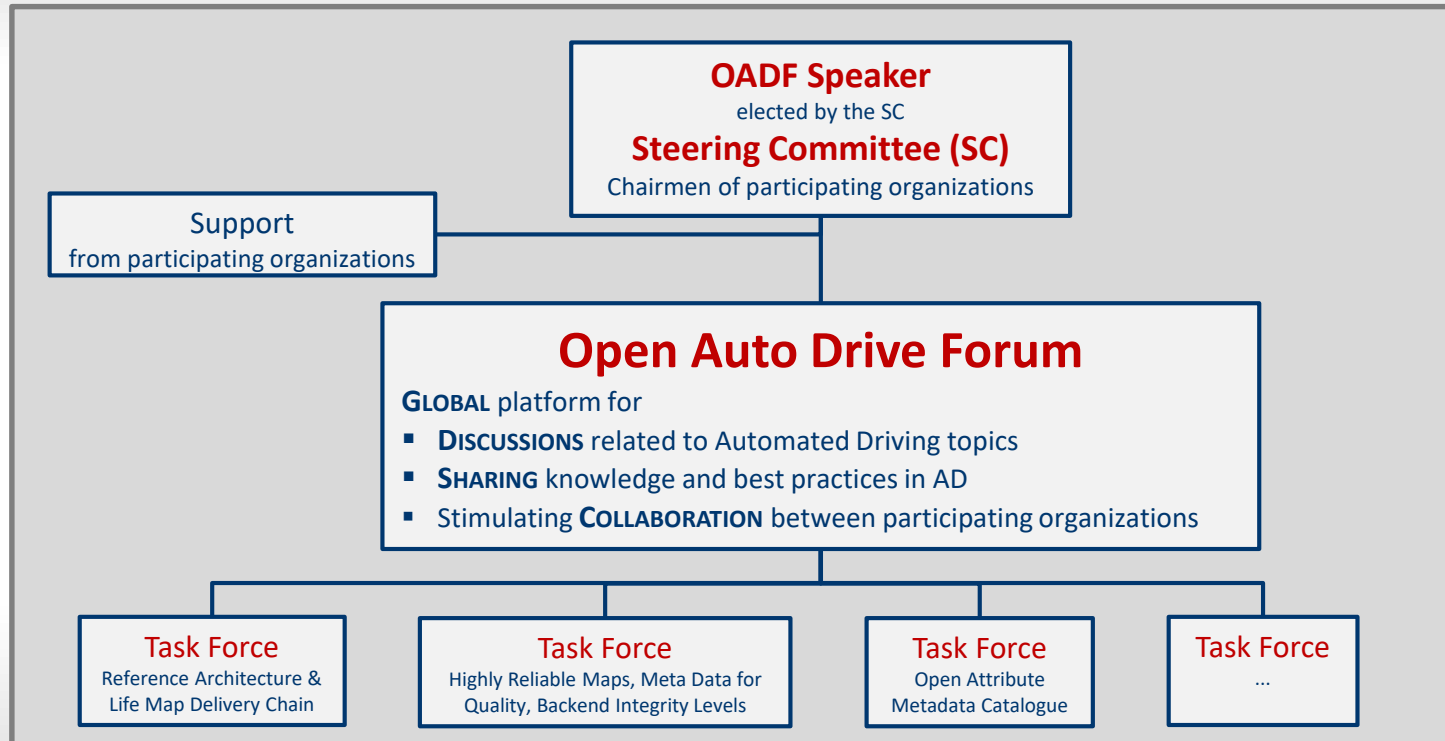 OADF Speaker
elected by the SC
Steering Committee (SC)
Chairmen of participating organizations
Support
from participating organizations
Open Auto Drive Forum
GLOBAL platform for
▪ DISCUSSIONS related to Automated Driving topics
▪ SHARING knowledge and best practices in AD
▪ Stimulating COLLABORATION between participating organizations
Task Force
Reference Architecture &
Life Map Delivery Chain
Task Force
Highly Reliable Maps, Meta Data for
Quality, Backend Integrity Levels
Task Force
Open Attribute
Metadata Catalogue
Task Force
...